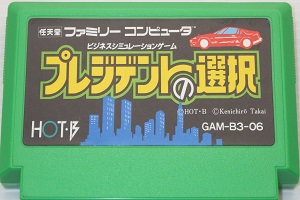 任天堂 ファミリー コンピュータ
ビジネスシミュレーションゲーム
プレジデントの選択
©HOT・B ©Kenichirō Takai
HOT・B
GAM-B3-06